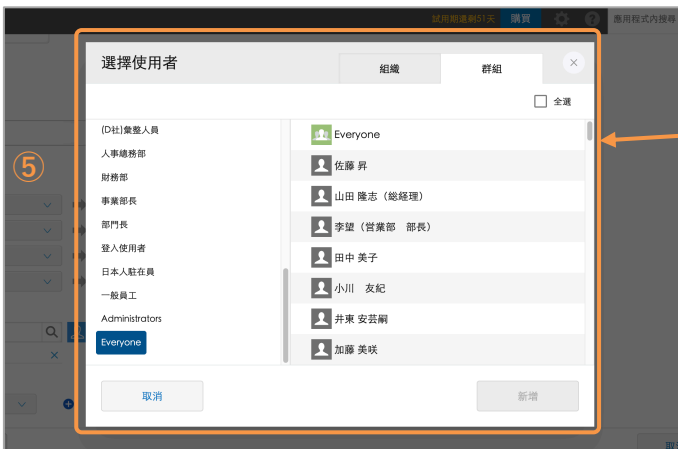 試用期還剩51天 購買 應用程式內搜尋
選擇使用者 組織 群組
全選
(D社)彙整人員
人事總務部
財務部
事業部長
部門長
登入使用者
日本人駐在員
一般員工
Administrators
Everyone
Everyone
佐藤 昇
山田 隆志（総経理）
李望（営業部 部長）
田中 美子
小川 友紀
井東 安芸嗣
加藤 美咲
取消 新增
⑤